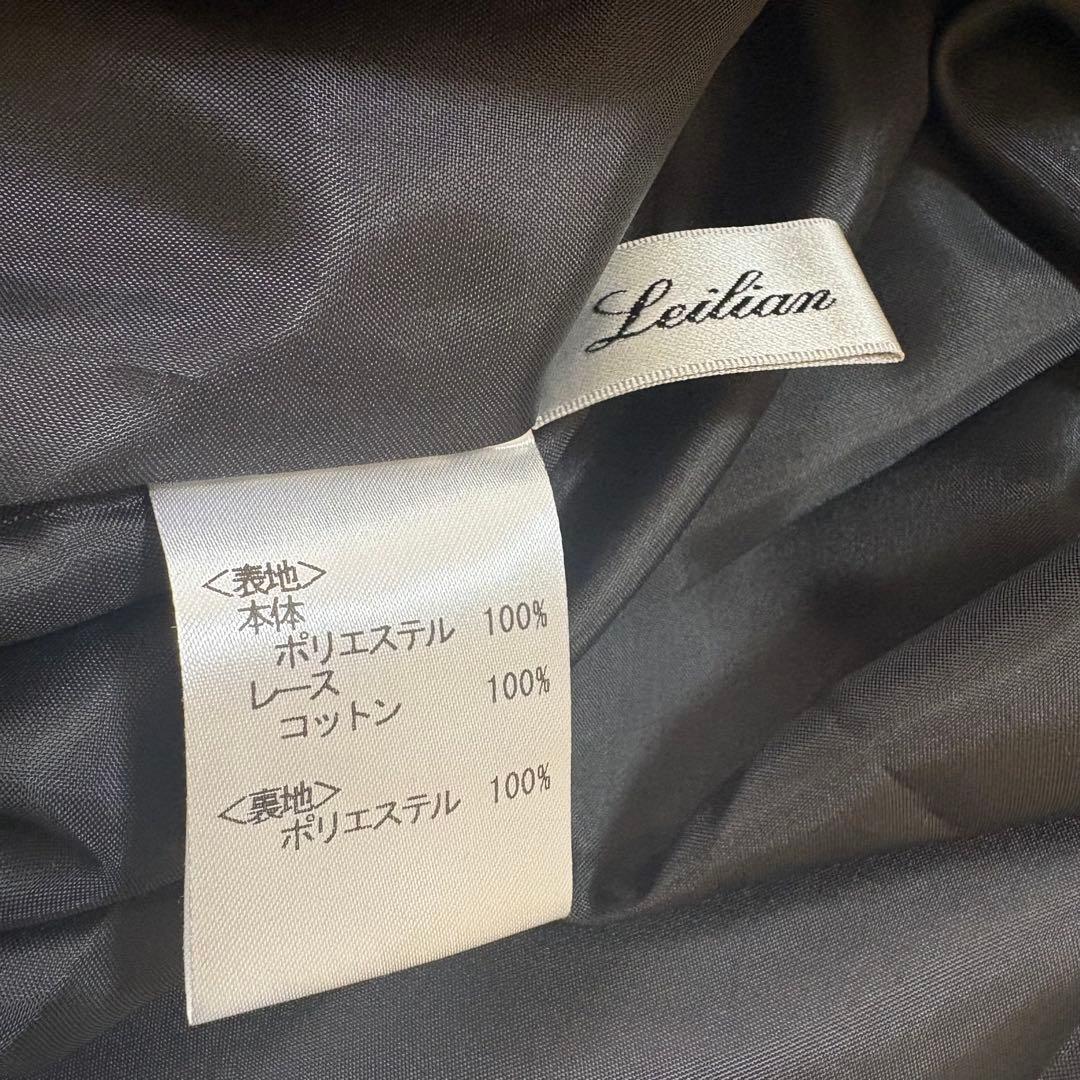 Leilian
<表地>
本体
ポリエステル 100%
レース
コットン 100%
<裏地>
ポリエステル 100%